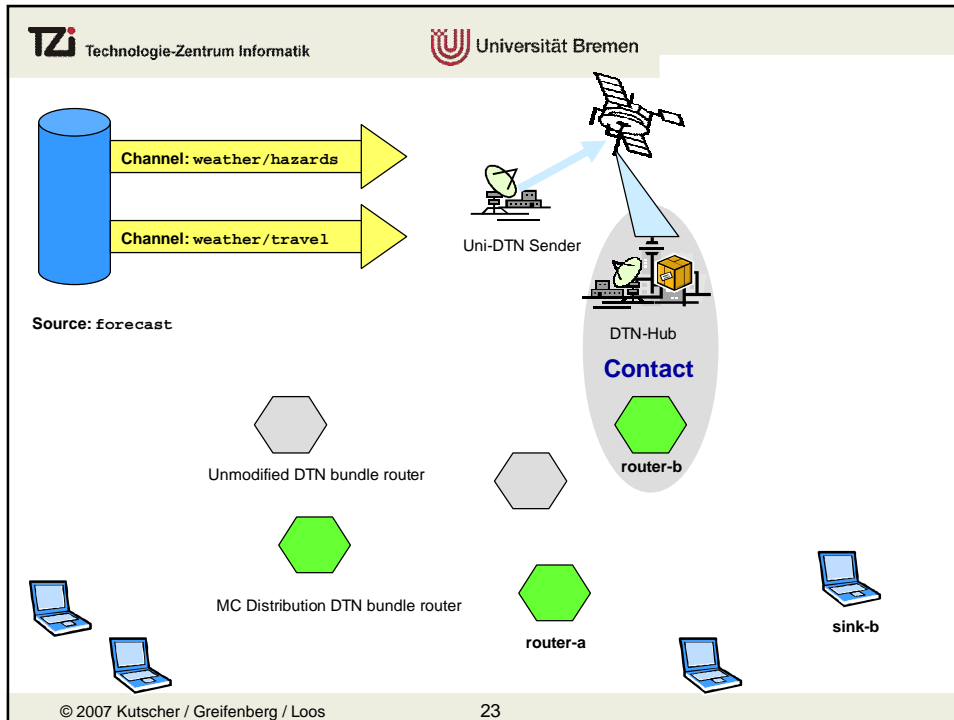 TZi Technologie-Zentrum Informatik
Universität Bremen
Channel: weather/hazards
Channel: weather/travel
Source: forecast
Uni-DTN Sender
DTN-Hub
Contact
router-b
Unmodified DTN bundle router
MC Distribution DTN bundle router
router-a
sink-b
© 2007 Kutscher / Greifenberg / Loos
23